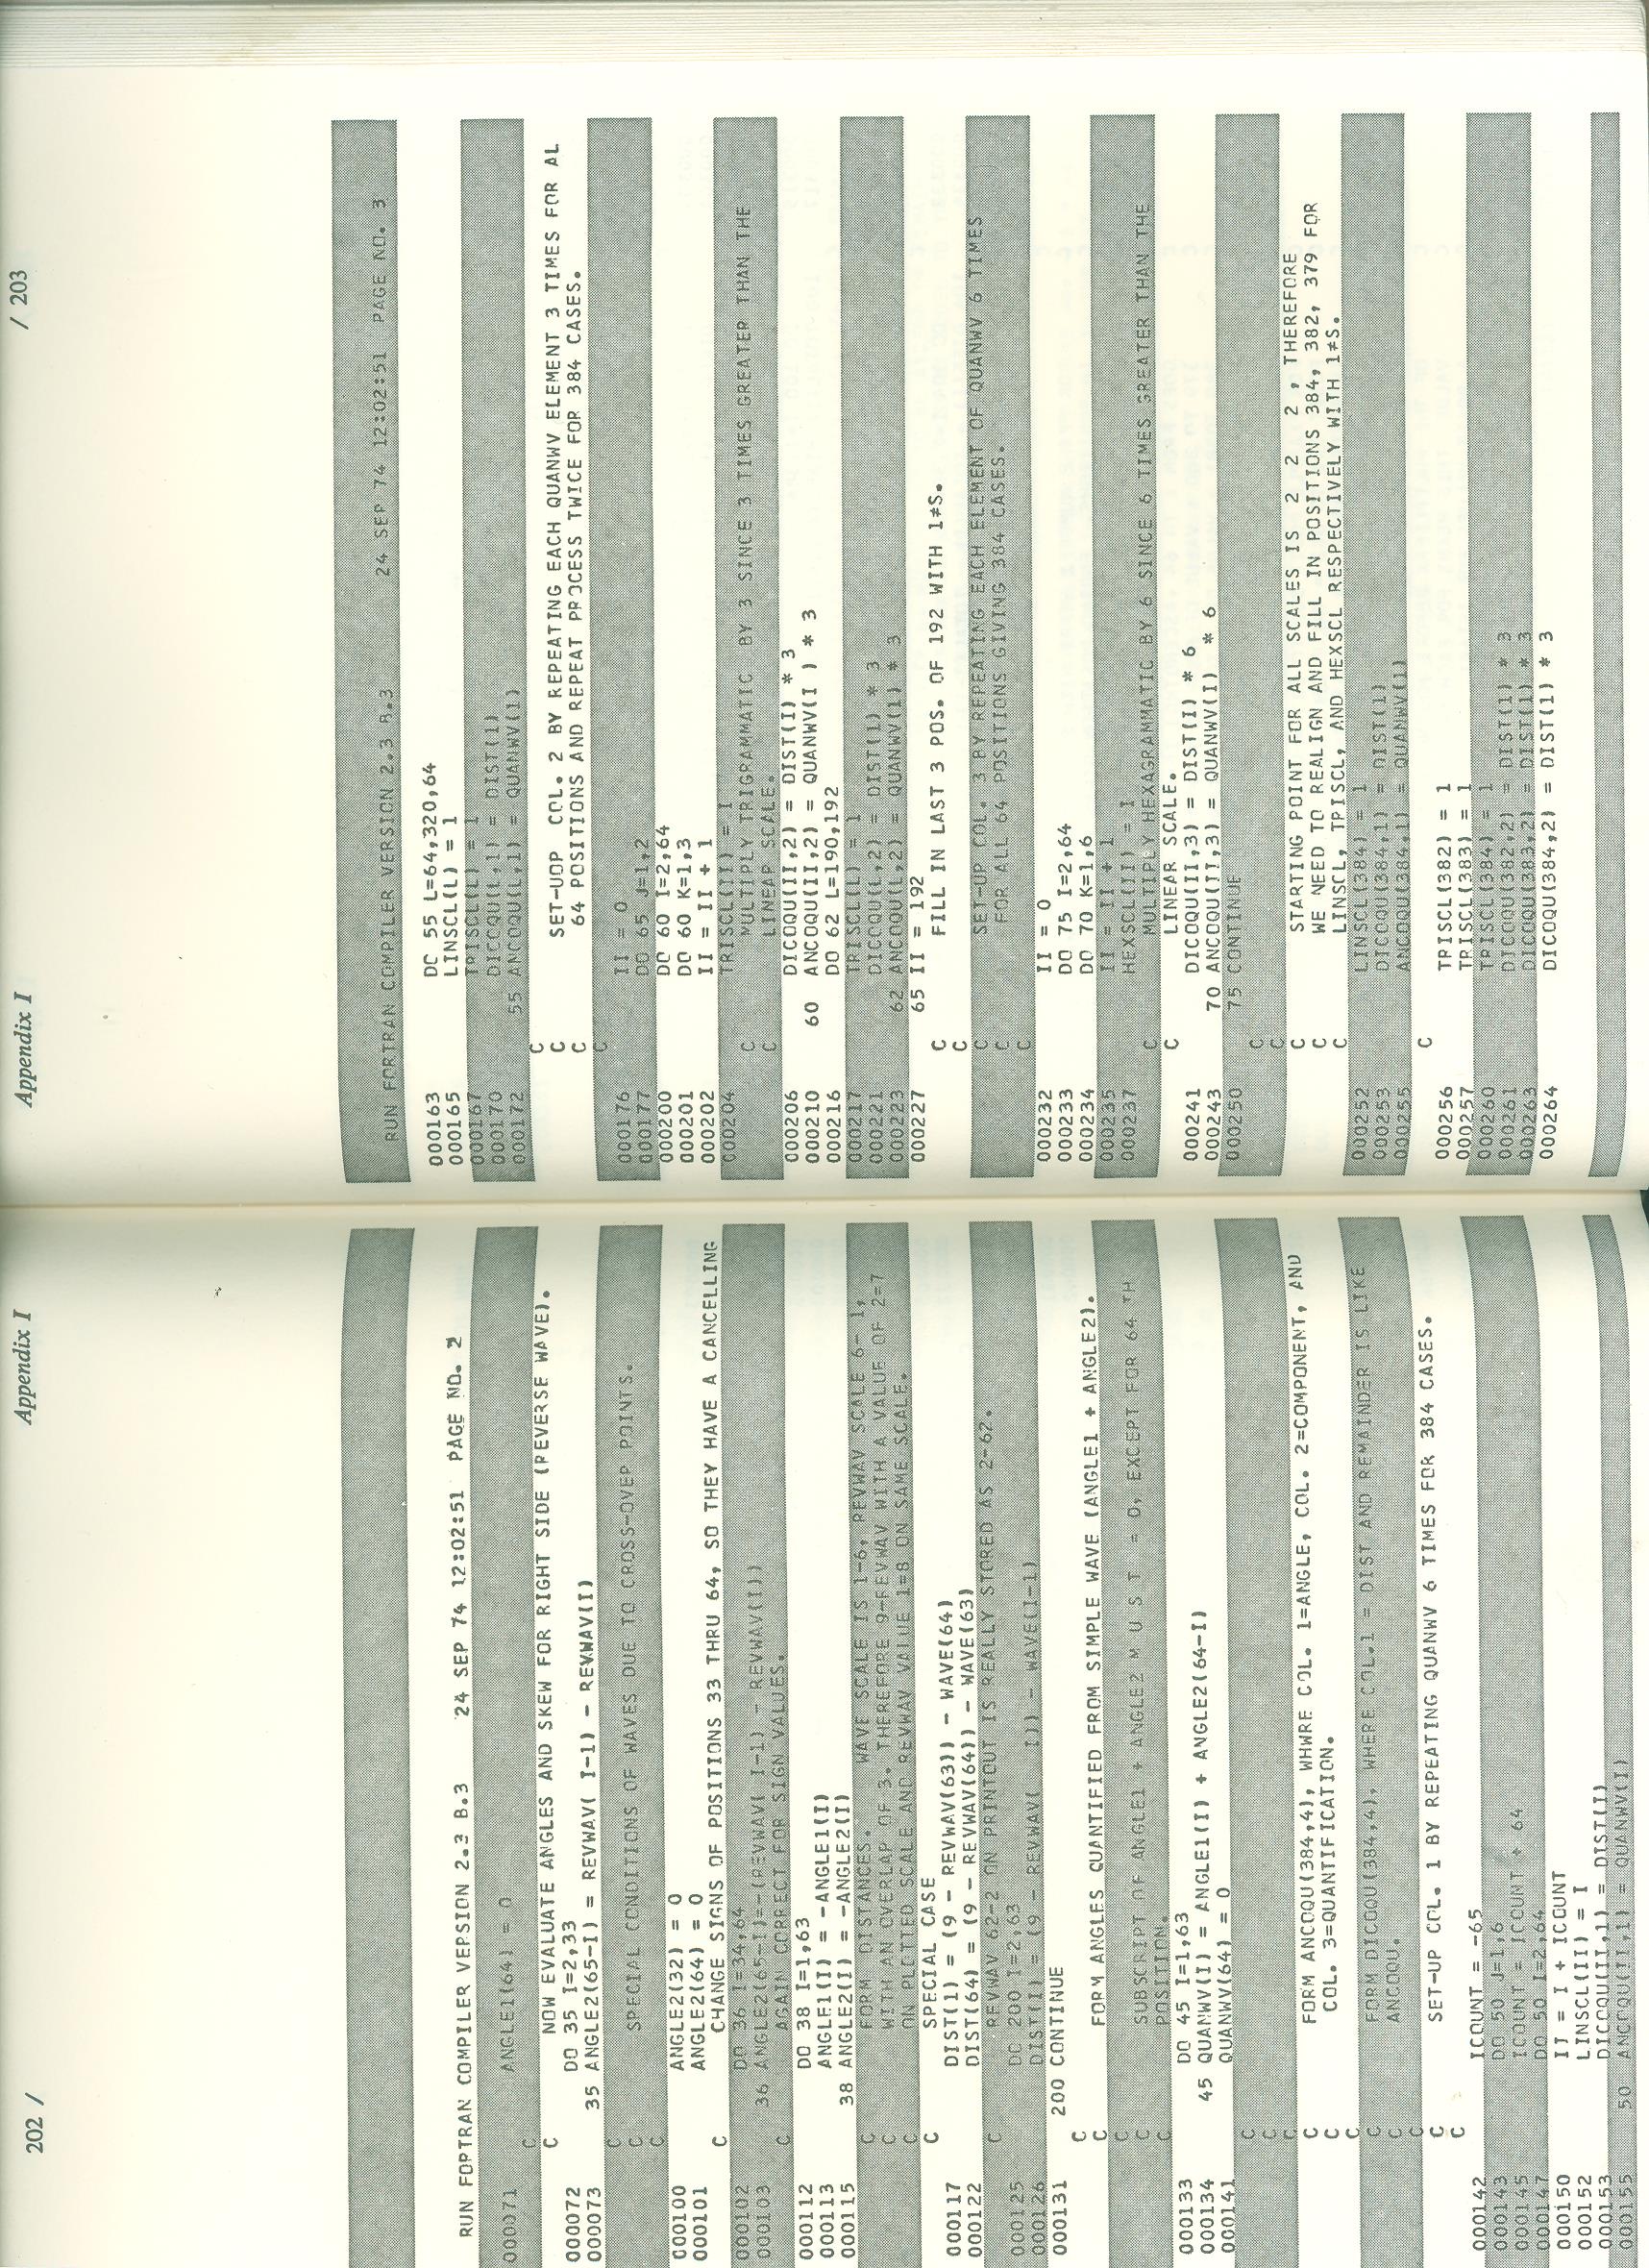 202 /
Appendix I
RUN FOPTRAN COMPILER VEPSION 2.3 B.3 24 SEP 74 12:02:51 PAGE NO. 2
000071 ANGLE1(64) = 0
C
C NOW EVALUATE ANGLES AND SKEW FOR RIGHT SIDE (PEVERSE WAVE).
000072 DO 35 I=2,33
000073 35 ANGLE2(65-I) = REVWAV( I-1) - REVWAV(I)
C
C SPECIAL CONDITIONS OF WAVES DUE TO CROSS-OVEP POINTS.
C
000100 ANGLE2(32) = 0
000101 ANGLE2(64) = 0
C CHANGE SIGNS OF POSITIONS 33 THRU 64, SO THEY HAVE A CANCELLING
000102 DO 36 I=34,64
000103 36 ANGLE2(65-I)=-(REVWAV( I-1) - REVWAV(I))
C AGAIN CORRECT FOR SIGN VALUES.
000112 DO 38 I=1,63
000113 ANGLE1(I) = -ANGLE1(I)
000115 38 ANGLE2(I) = -ANGLE2(I)
C FORM DISTANCES. WAVE SCALE IS 1-6, REVWAV SCALE 6- 1,
C WITH AN OVERLAP OF 3. THEREFORE 9-REVWAV WITH A VALUE OF 2=7
C ON PLOTTED SCALE AND REVWAV VALUE 1=8 ON SAME SCALE.
C SPECIAL CASE
000117 DIST(1) = (9 - REVWAV(63)) - WAVE(64)
000122 DIST(64) = (9 - REVWAV(64)) - WAVE(63)
C REVWAV 62-2 ON PRINTOUT IS REALLY STORED AS 2-62.
000125 DO 200 I=2,63
000126 DIST(I) = (9 - REVWAV( I)) - WAVE(I-1)
000131 200 CONTINUE
C
C FORM ANGLES QUANTIFIED FROM SIMPLE WAVE (ANGLE1 + ANGLE2).
C
C SUBSCRIPT OF ANGLE1 + ANGLE2 M U S T = 0, EXCEPT FOR 64 TH
C POSITION.
000133 DO 45 I=1,63
000134 45 QUANWV(I) = ANGLE1(I) + ANGLE2(64-I)
000141 QUANWV(64) = 0
C
C
C
C FORM ANCOQU(384,4), WHWRE COL. 1=ANGLE, COL. 2=COMPONENT, AND
C COL. 3=QUANTIFICATION.
C
C FORM DICOQU(384,4), WHERE COL.1 = DIST AND REMAINDER IS LIKE
C ANCOQU.
C
C SET-UP COL. 1 BY REPEATING QUANWV 6 TIMES FOR 384 CASES.
C
000142 ICOUNT = -65
000143 DO 50 J=1,6
000145 ICOUNT = ICOUNT + 64
000147 DO 50 I=2,64
000150 II = I + ICOUNT
000152 LINSCL(II) = I
000153 DICOQU(II,1) = DIST(I)
000155 50 ANCOQU(II,1) = QUANWV(I)
Appendix I
/ 203
RUN FORTRAN COMPILER VERSION 2.3 B.3 24 SEP 74 12:02:51 PAGE NO. 3
000163 DO 55 L=64,320,64
000165 LINSCL(L) = 1
000167 TRISCL(L) = 1
000170 DICOQU(L,1) = DIST(1)
000172 55 ANCOQU(L,1) = QUANWV(1)
C
C SET-UOP COL. 2 BY REPEATING EACH QUANWV ELEMENT 3 TIMES FOR AL
C 64 POSITIONS AND REPEAT PROCESS TWICE FOR 384 CASES.
C
000176 II = 0
000177 DO 65 J=1,2
000200 DO 60 I=2,64
000201 DO 60 K=1,3
000202 II = II + 1
000204 TRISCL(II) = I
C MULTIPLY TRIGRAMMATIC BY 3 SINCE 3 TIMES GREATER THAN THE
C LINEAR SCALE.
000206 DICOQU(II,2) = DIST(I) * 3
000210 60 ANCOQU(II,2) = QUANWV(I ) * 3
000216 DO 62 L=190,192
000217 TRISCL(L) = 1
000221 DICOQU(L,2) = DIST(1) * 3
000223 62 ANCOQU(L,2) = QUANWV(1) * 3
000227 65 II = 192
C FILL IN LAST 3 POS. OF 192 WITH 1≠S.
C
C SET-UP COL. 3 BY REPEATING EACH ELEMENT OF QUANWV 6 TIMES
C FOR ALL 64 POSITIONS GIVING 384 CASES.
C
000232 II = 0
000233 DO 75 I=2,64
000234 DO 70 K=1,6
000235 II = II + 1
000237 HEXSCL(II) = I
C MULTIPLY HEXAGRAMMATIC BY 6 SINCE 6 TIMES GREATER THAN THE
C LINEAR SCALE.
000241 DICOQU(II,3) = DIST(I) * 6
000243 70 ANCOQU(II,3) = QUANWV(I) * 6
000250 75 CONTINUE
C
C
C STARTING POINT FOR ALL SCALES IS 2 2 2 , THEREFORE
C WE NEED TO REALIGN AND FILL IN POSITIONS 384, 382, 379 FOR
C LINSCL, TPISCL, AND HEXSCL RESPECTIVELY WITH 1≠S.
000252 LINSCL(384) = 1
000253 DICOQU(384,1) = DIST(1)
000255 ANCOQU(384,1) = QUANWV(1)
C
000256 TPISCL(382) = 1
000257 TRISCL(383) = 1
000260 TPISCL(384) = 1
000261 DICOQU(382,2) = DIST(1) * 3
000263 DICOQU(383,2) = DIST(1) * 3
000264 DICOQU(384,2) = DIST(1) * 3